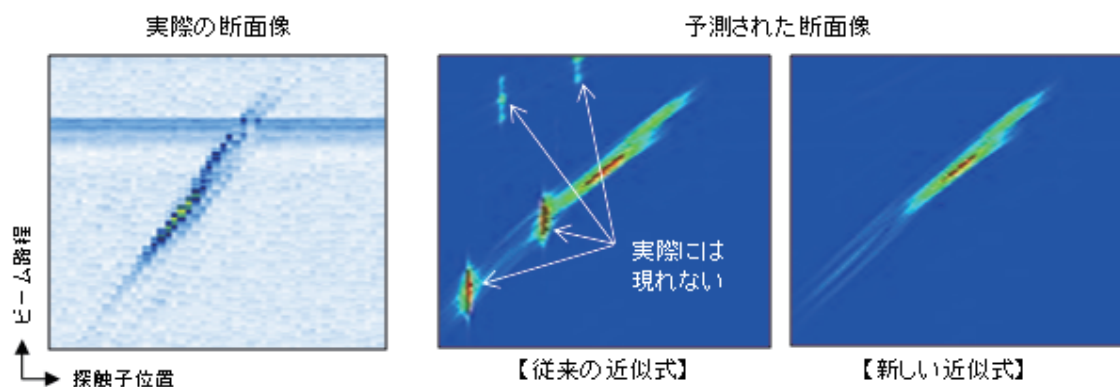 実際の断面像
予測された断面像
実際には
現れない
ビーム路程
探触子位置
【従来の近似式】
【新しい近似式】